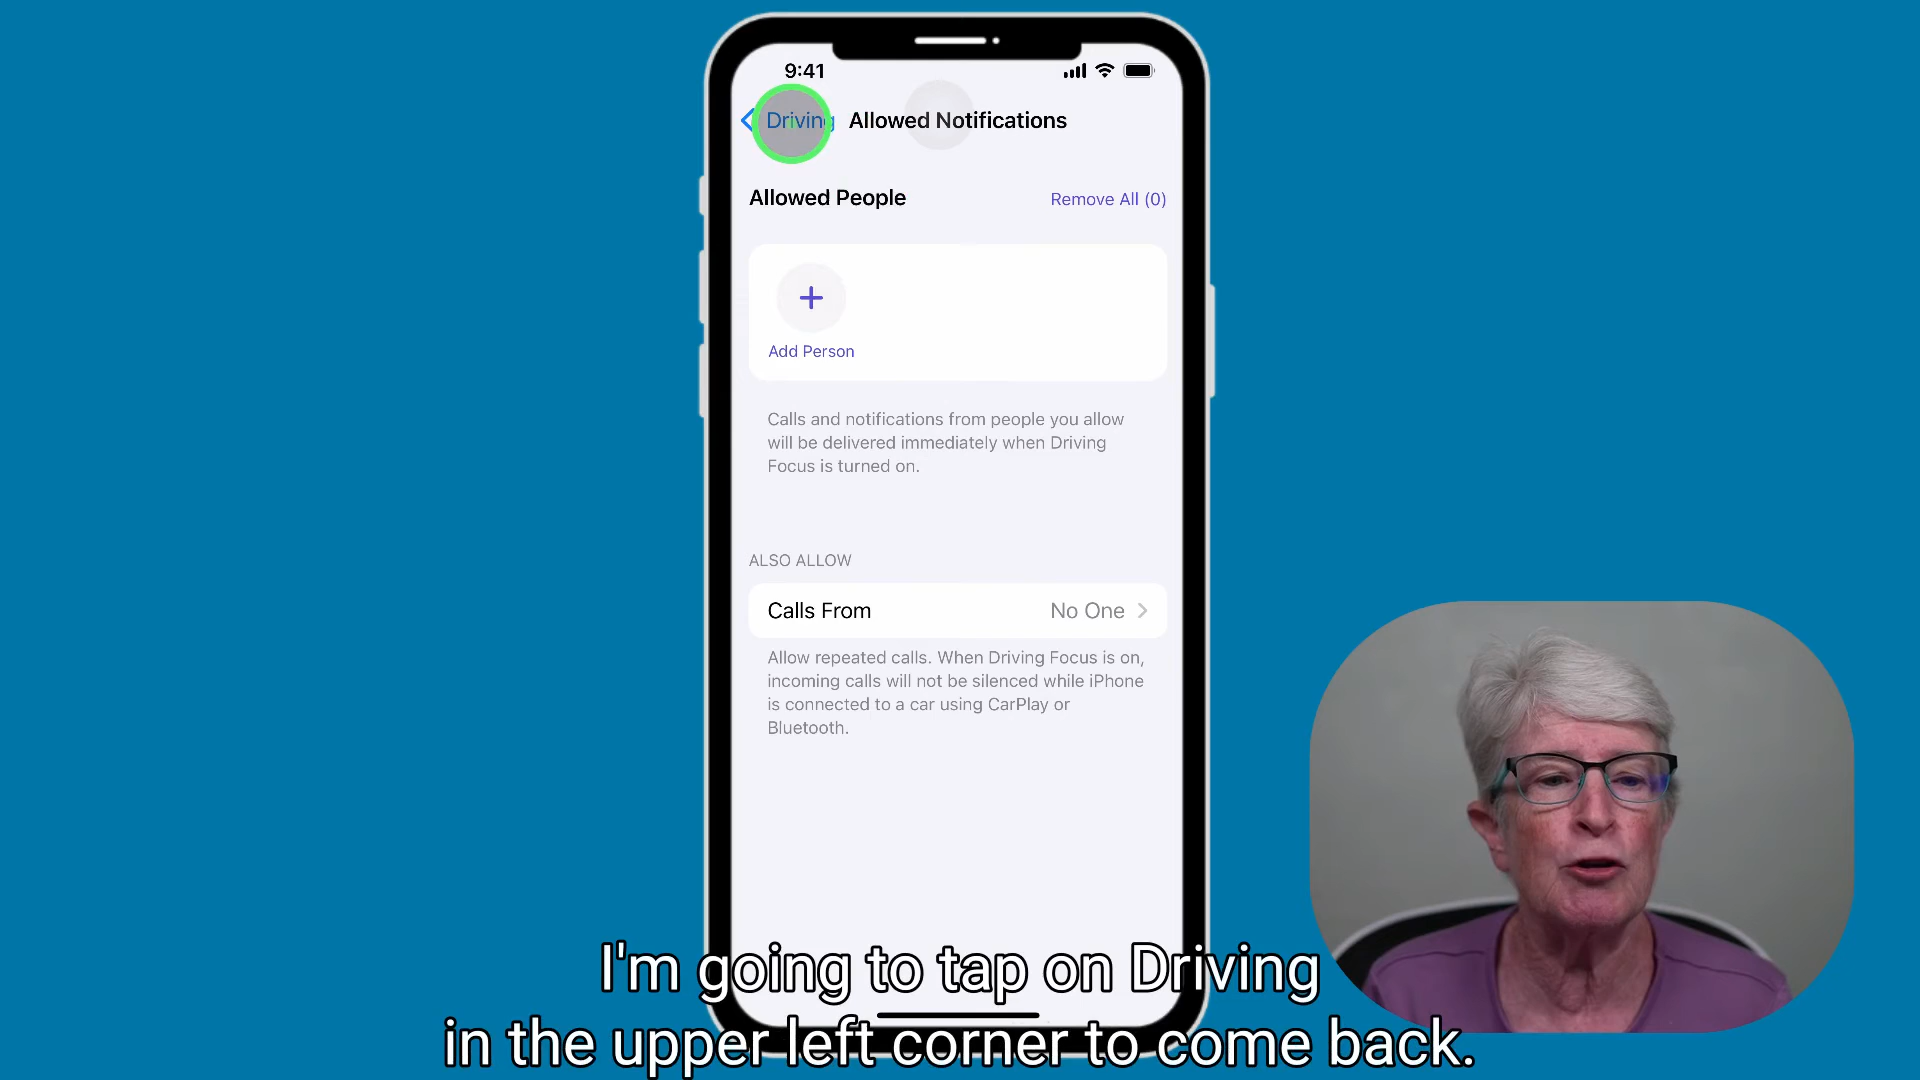 9:41
Driving Allowed Notifications
Allowed People Remove All (0)
Add Person
Calls and notifications from people you allow
will be delivered immediately when Driving
Focus is turned on.
ALSO ALLOW
Calls From No One
Allow repeated calls. When Driving Focus is on,
incoming calls will not be silenced while iPhone
is connected to a car using CarPlay or
Bluetooth.
I'm going to tap on Driving
in the upper left corner to come back.